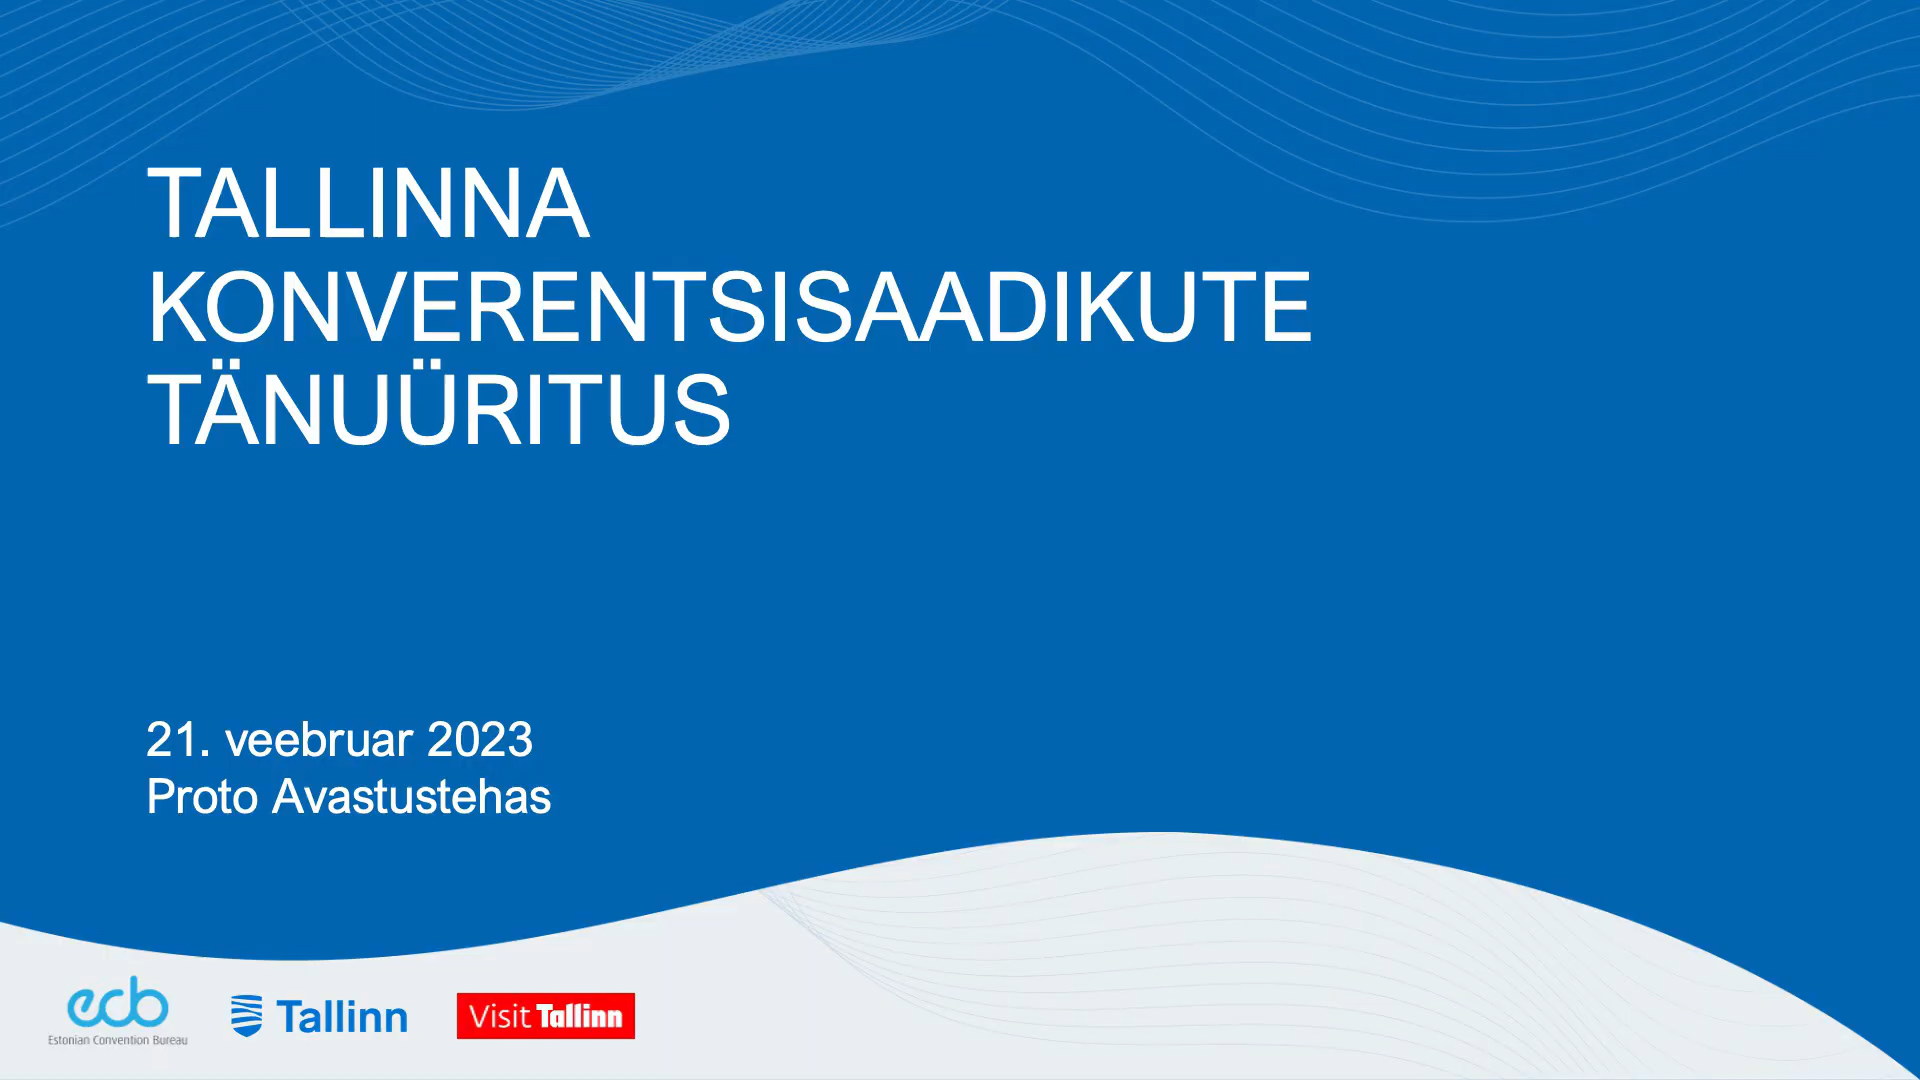 TALLINNA
KONVERENTSISAADIKUTE
TÄNUÜRITUS
21. veebruar 2023
Proto Avastustehas
ecb
Estonian Convention Bureau
Tallinn
Visit Tallinn